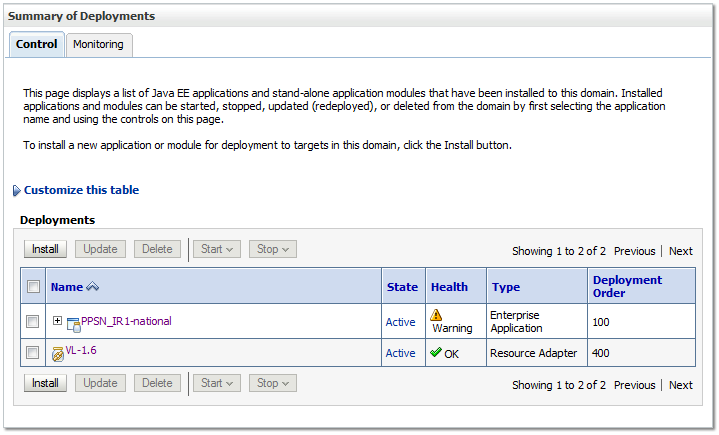 Summary of Deployments
Control Monitoring
This page displays a list of Java EE applications and stand-alone application modules that have been installed to this domain. Installed
applications and modules can be started, stopped, updated (redeployed), or deleted from the domain by first selecting the application
name and using the controls on this page.
To install a new application or module for deployment to targets in this domain, click the Install button.
Customize this table
Deployments
Install Update Delete Start Stop Showing 1 to 2 of 2 Previous | Next
Name State Health Type Deployment
Order
PPSN_IR1-national Active Warning Enterprise
Application 100
VL-1.6 Active OK Resource Adapter 400
Install Update Delete Start Stop Showing 1 to 2 of 2 Previous | Next